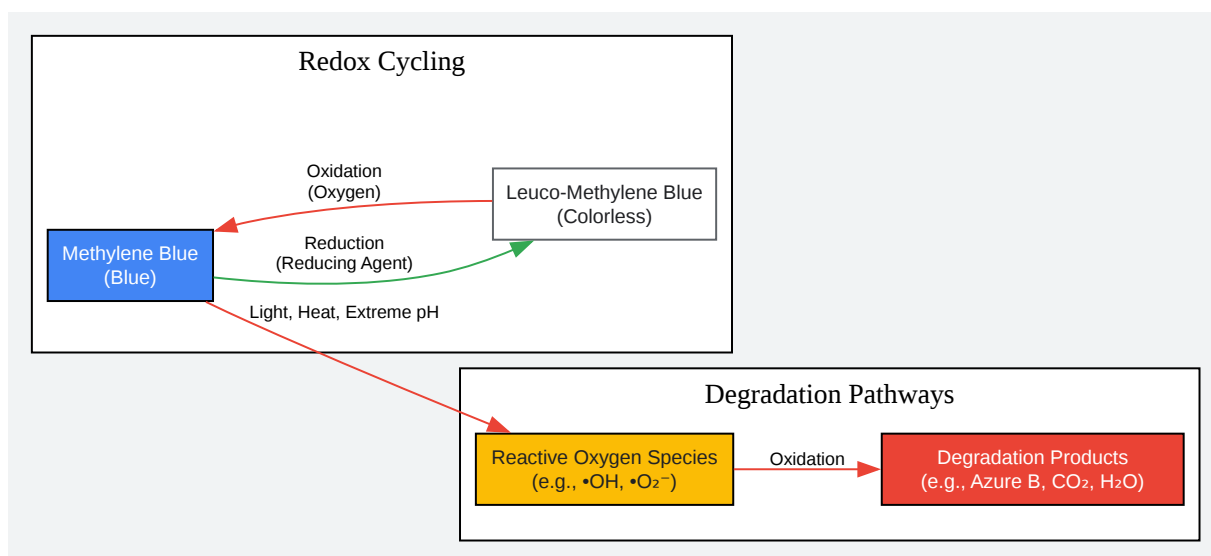 Redox Cycling
Oxidation
(Oxygen)
Leuco-Methylene Blue
(Colorless)
Methylene Blue
(Blue)
Reduction
(Reducing Agent)
Light, Heat, Extreme pH
Degradation Pathways
Reactive Oxygen Species
(e.g., •OH, •O₂⁻)
Oxidation
Degradation Products
(e.g., Azure B, CO₂, H₂O)